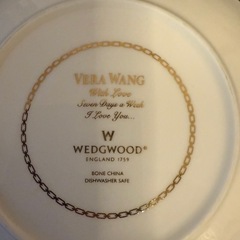 VERA WANG
With Love
Seven Days a Week
I Love You...
W
WEDGWOOD®
ENGLAND 1759
BONE CHINA
DISHWASHER SAFE